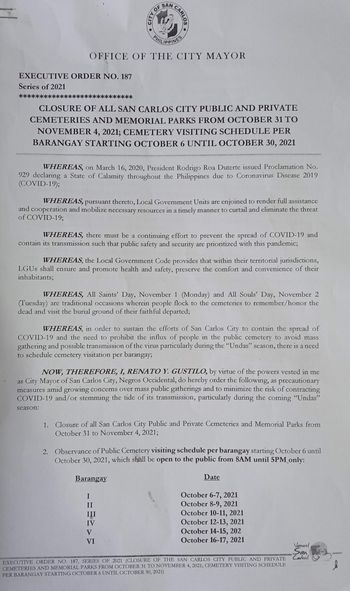 CITY OF SAN CARLOS
PHILIPPINES
OFFICE OF THE CITY MAYOR
EXECUTIVE ORDER NO. 187
Series of 2021
****************************
CLOSURE OF ALL SAN CARLOS CITY PUBLIC AND PRIVATE
CEMETERIES AND MEMORIAL PARKS FROM OCTOBER 31 TO
NOVEMBER 4, 2021; CEMETERY VISITING SCHEDULE PER
BARANGAY STARTING OCTOBER 6 UNTIL OCTOBER 30, 2021
WHEREAS, on March 16, 2020, President Rodrigo Roa Duterte issued Proclamation No.
929 declaring a State of Calamity throughout the Philippines due to Coronavirus Disease 2019
(COVID-19);
WHEREAS, pursuant thereto, Local Government Units are enjoined to render full assistance
and cooperation and mobilize necessary resources in a timely manner to curtail and eliminate the threat
of COVID-19;
WHEREAS, there must be a continuing effort to prevent the spread of COVID-19 and
contain its transmission such that public safety and security are prioritized with this pandemic;
WHEREAS, the Local Government Code provides that within their territorial jurisdictions,
LGUs shall ensure and promote health and safety, preserve the comfort and convenience of their
inhabitants;
WHEREAS, All Saints' Day, November 1 (Monday) and All Souls' Day, November 2
(Tuesday) are traditional occasions wherein people flock to the cemeteries to remember/honor the
dead and visit the burial ground of their faithful departed;
WHEREAS, in order to sustain the efforts of San Carlos City to contain the spread of
COVID-19 and the need to prohibit the influx of people in the public cemetery to avoid mass
gathering and possible transmission of the virus particularly during the "Undas" season, there is a need
to schedule cemetery visitation per barangay;
NOW, THEREFORE, I, RENATO Y. GUSTILO, by virtue of the powers vested in me
as City Mayor of San Carlos City, Negros Occidental, do hereby order the following, as precautionary
measures amid growing concerns over mass public gatherings and to minimize the risk of contracting
COVID-19 and/or stemming the tide of its transmission, particularly during the coming "Undas"
season:
1. Closure of all San Carlos City Public and Private Cemeteries and Memorial Parks from
October 31 to November 4, 2021;
2. Observance of Public Cemetery visiting schedule per barangay starting October 6 until
October 30, 2021, which shall be open to the public from 8AM until 5PM only:
Barangay Date
I October 6-7, 2021
II October 8-9, 2021
III October 10-11, 2021
IV October 12-13, 2021
V October 14-15, 202
VI October 16-17, 2021
San
Carlos
EXECUTIVE ORDER NO. 187, SERIES OF 2021 (CLOSURE OF THE SAN CARLOS CITY PUBLIC AND PRIVATE
CEMETERIES AND MEMORIAL PARKS FROM OCTOBER 31 TO NOVEMBER 4, 2021, CEMETERY VISITING SCHEDULE
PER BARANGAY STARTING OCTOBER 6 UNTIL OCTOBER 30, 2021)